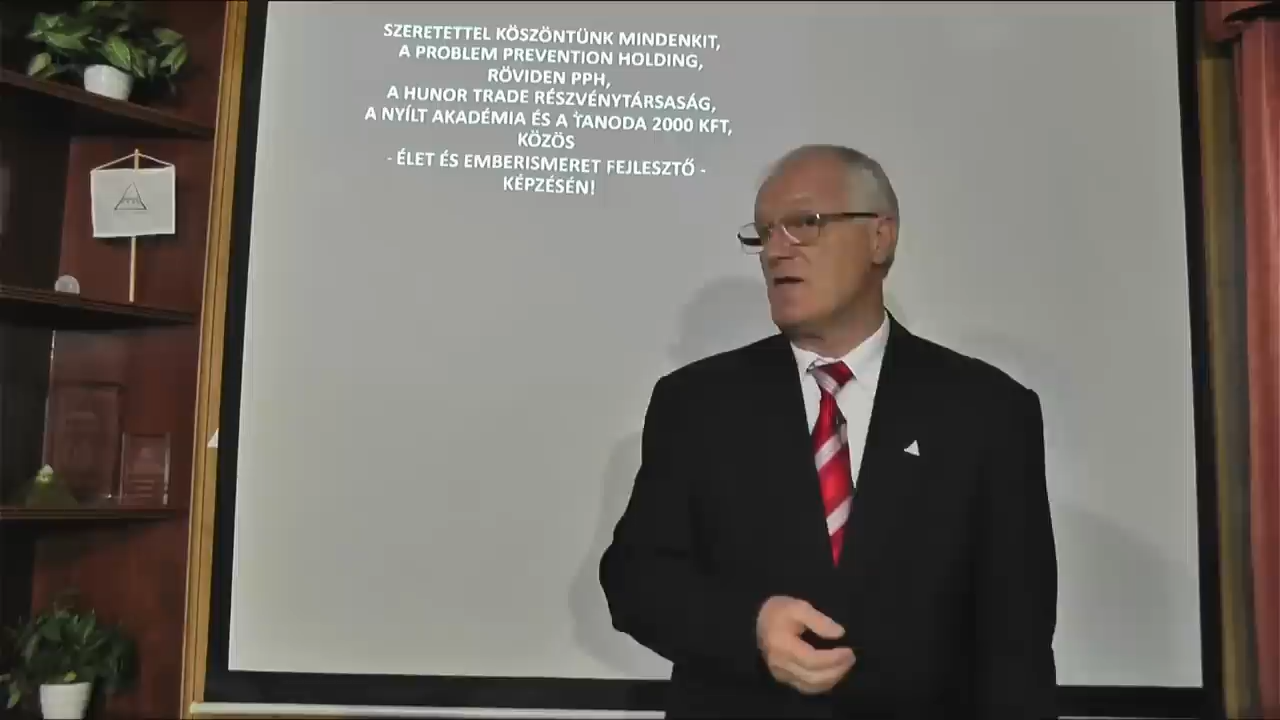 SZERETETTEL KÖSZÖNTÜNK MINDENKIT,
A PROBLEM PREVENTION HOLDING,
RÖVIDEN PPH,
A HUNOR TRADE RÉSZVÉNYTÁRSASÁG,
A NYÍLT AKADÉMIA ÉS A TANODA 2000 KFT,
KÖZÖS
- ÉLET ÉS EMBERISMERET FEJLESZTŐ -
KÉPZÉSÉN!